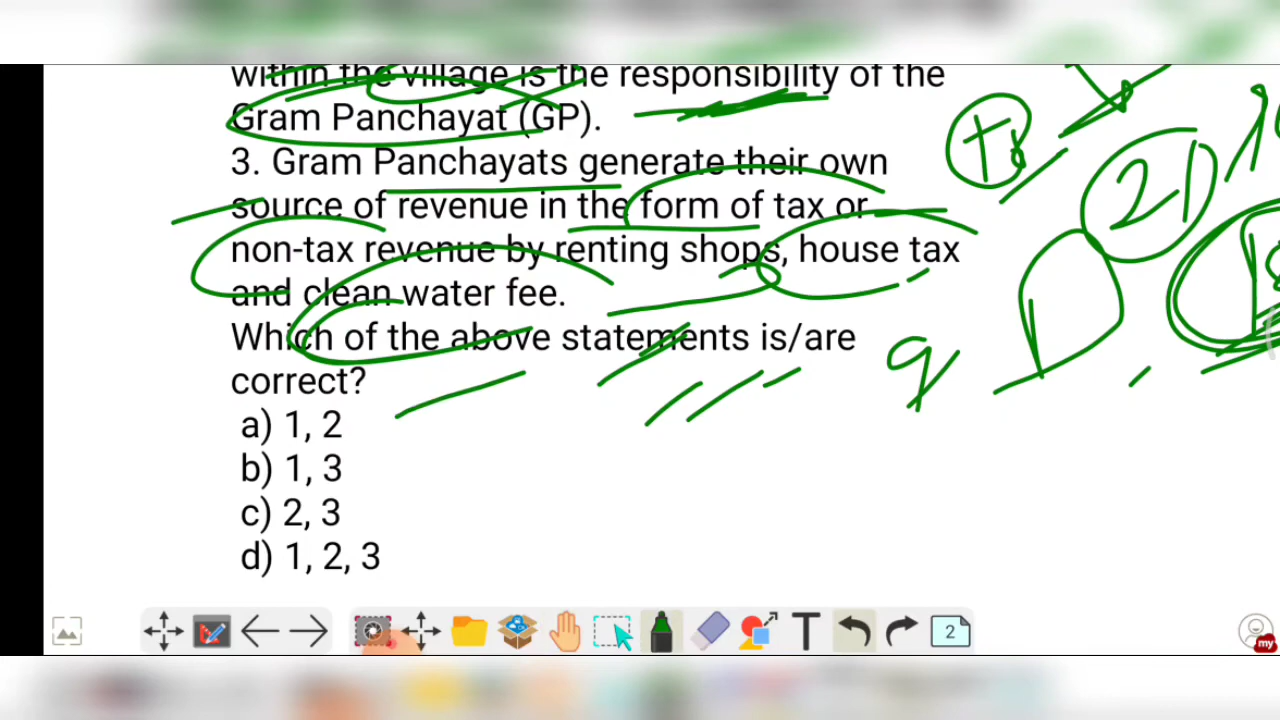 within the village is the responsibility of the
Gram Panchayat (GP).
3. Gram Panchayats generate their own
source of revenue in the form of tax or
non-tax revenue by renting shops, house tax
and clean water fee.
Which of the above statements is/are
correct?
a) 1, 2
b) 1, 3
c) 2, 3
d) 1, 2, 3
T
2
my